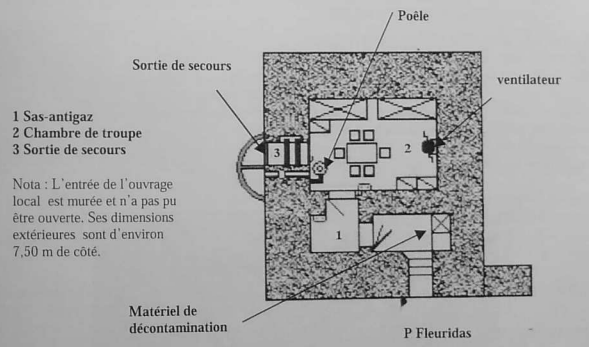 Poêle
Sortie de secours
ventilateur
1 Sas-antigaz
2 Chambre de troupe
3 Sortie de secours
3
2
Nota : L'entrée de l'ouvrage
local est murée et n'a pas pu
être ouverte. Ses dimensions
extérieures sont d'environ
7,50 m de côté.
1
Matériel de
décontamination
P Fleuridas